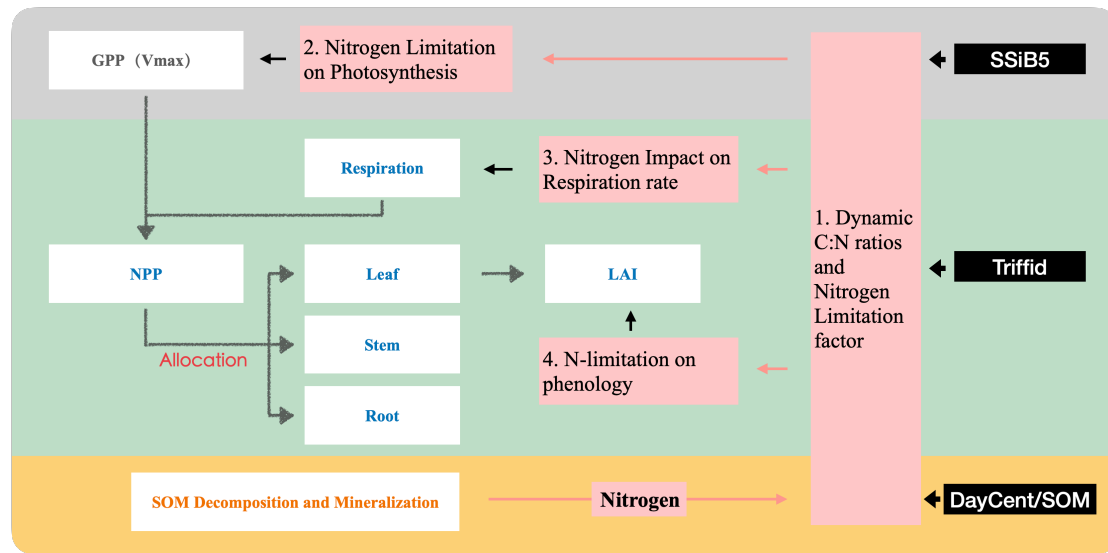 GPP（Vmax）
2. Nitrogen Limitation
on Photosynthesis
SSiB5
Respiration
3. Nitrogen Impact on
Respiration rate
1. Dynamic
C:N ratios
and
Nitrogen
Limitation
factor
NPP
Leaf
LAI
Triffid
Allocation
Stem
4. N-limitation on
phenology
Root
SOM Decomposition and Mineralization
Nitrogen
DayCent/SOM